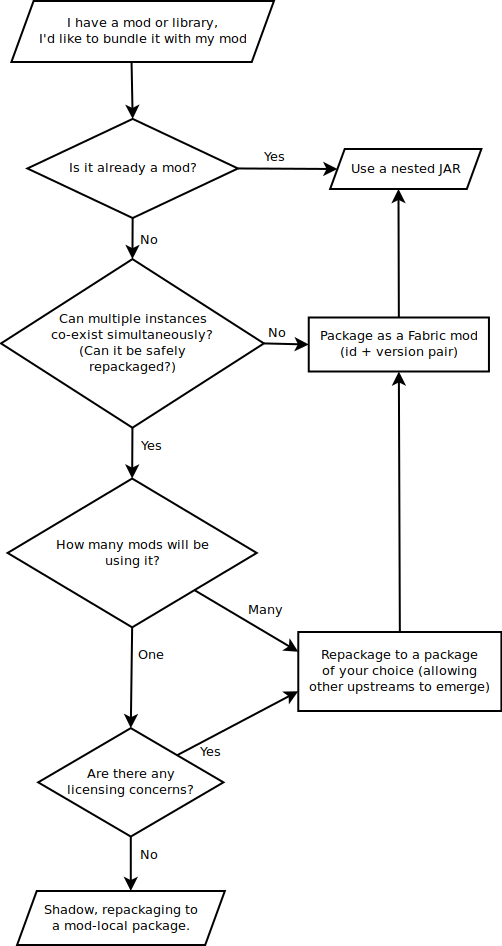 I have a mod or library,
I'd like to bundle it with my mod
Is it already a mod?
Yes
Use a nested JAR
No
Can multiple instances
co-exist simultaneously?
(Can it be safely
repackaged?)
No
Package as a Fabric mod
(id + version pair)
Yes
How many mods will be
using it?
Many
One
Repackage to a package
of your choice (allowing
other upstreams to emerge)
Yes
Are there any
licensing concerns?
No
Shadow, repackaging to
a mod-local package.